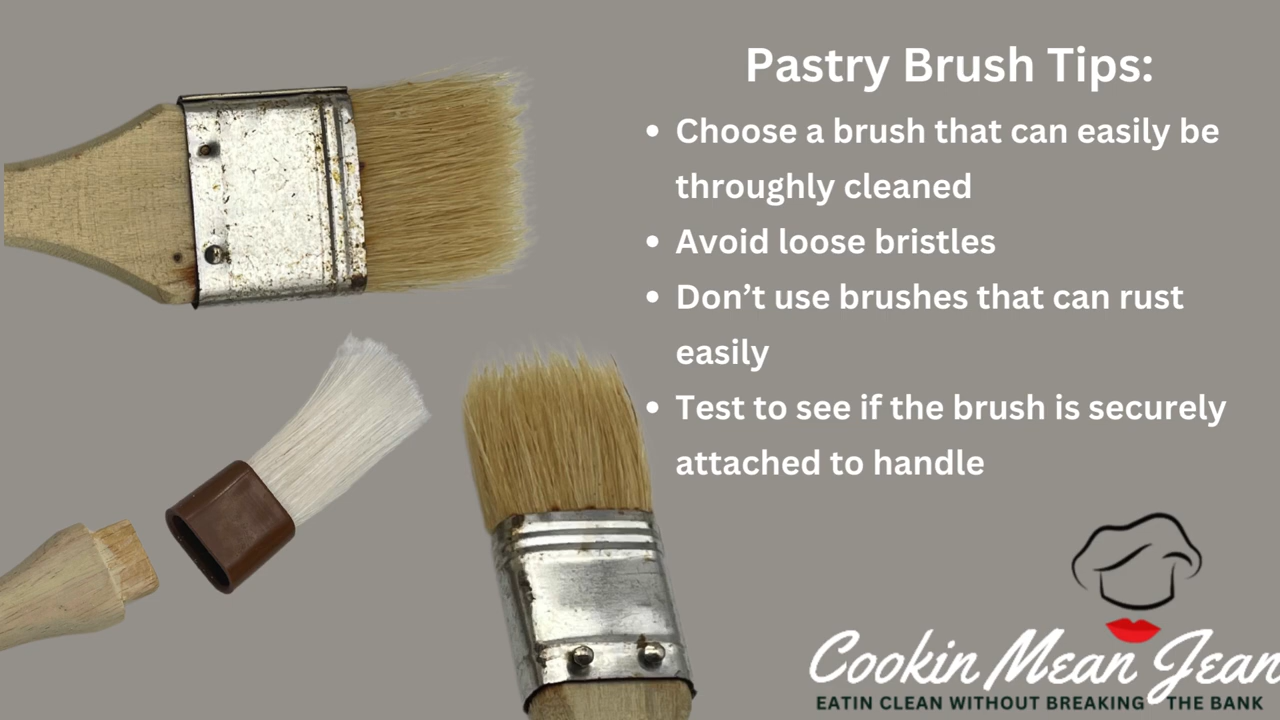 Pastry Brush Tips:
• Choose a brush that can easily be
throughly cleaned
• Avoid loose bristles
• Don’t use brushes that can rust
easily
• Test to see if the brush is securely
attached to handle
Cookin Mean Jean
EATIN CLEAN WITHOUT BREAKING THE BANK